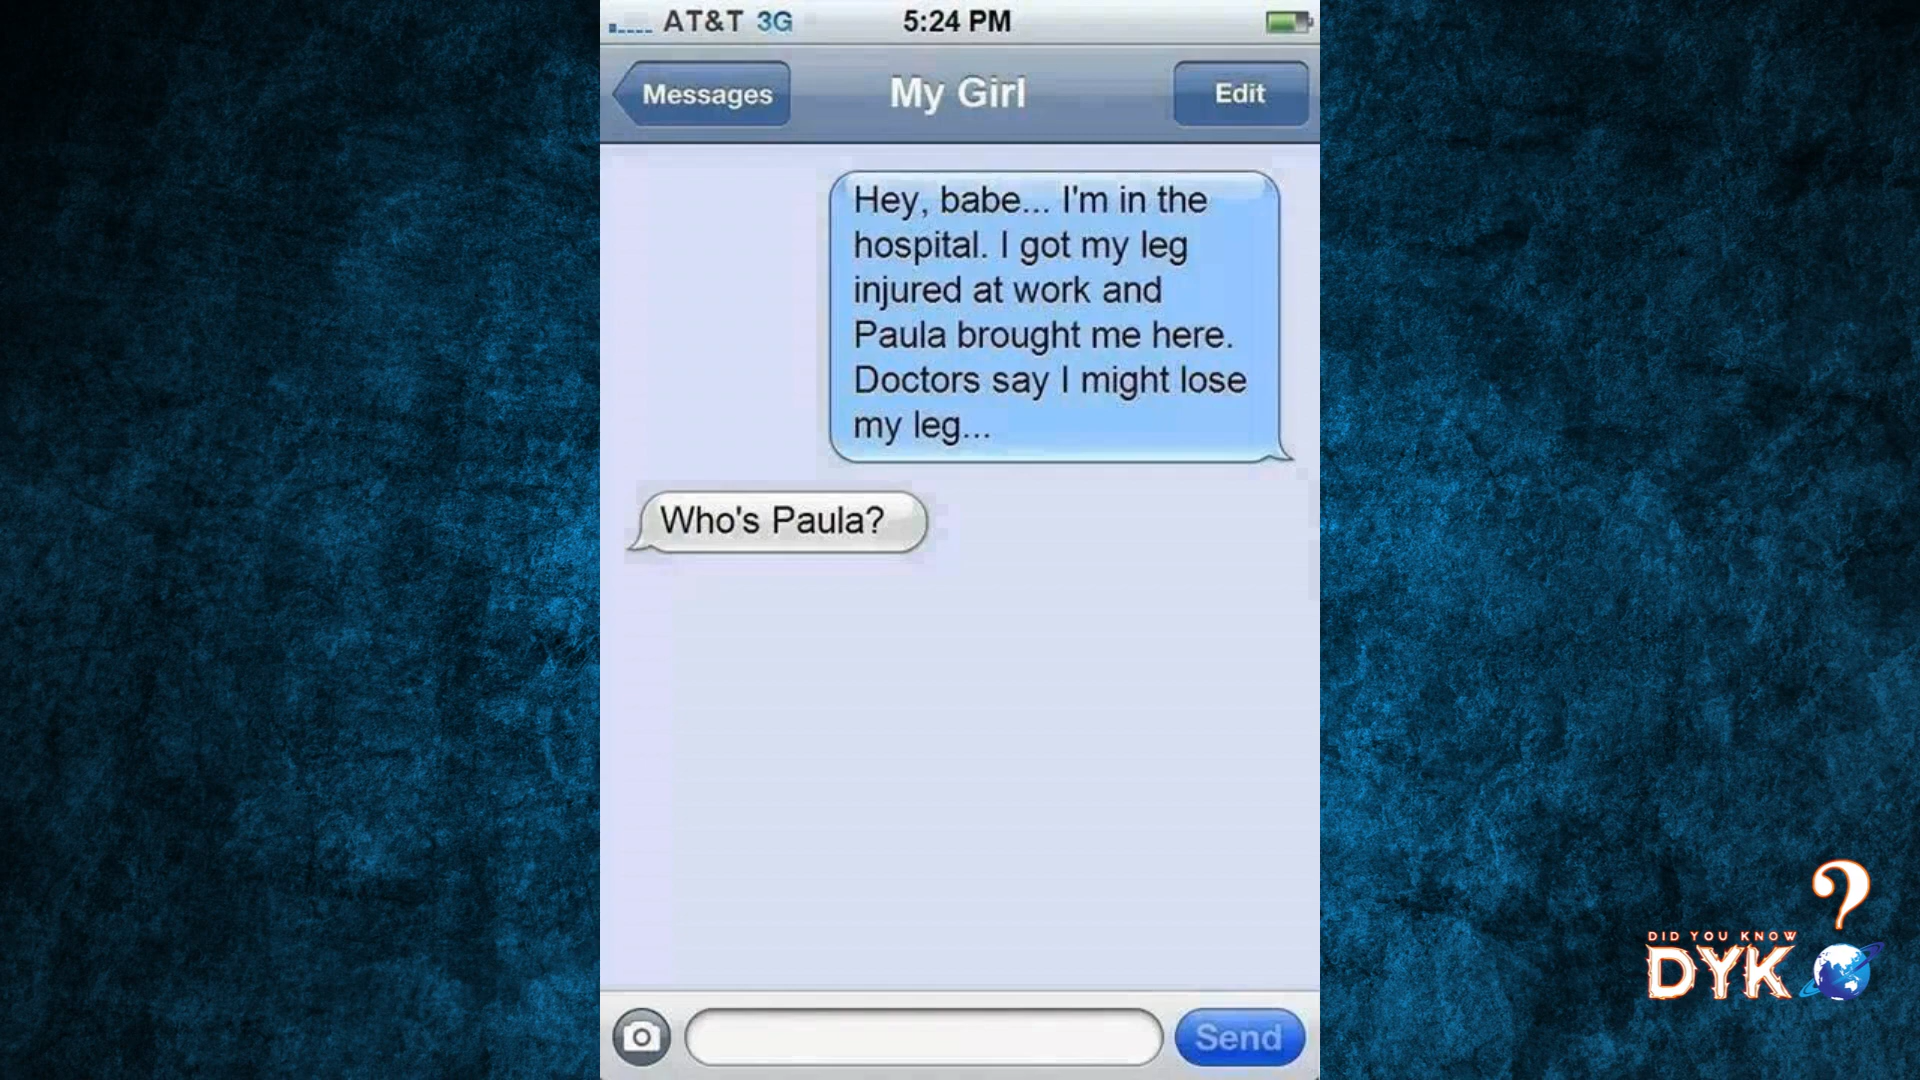 AT&T 3G 5:24 PM
Messages My Girl Edit
Hey, babe... I'm in the
hospital. I got my leg
injured at work and
Paula brought me here.
Doctors say I might lose
my leg...
Who's Paula?
Send
DID YOU KNOW
DYK ?